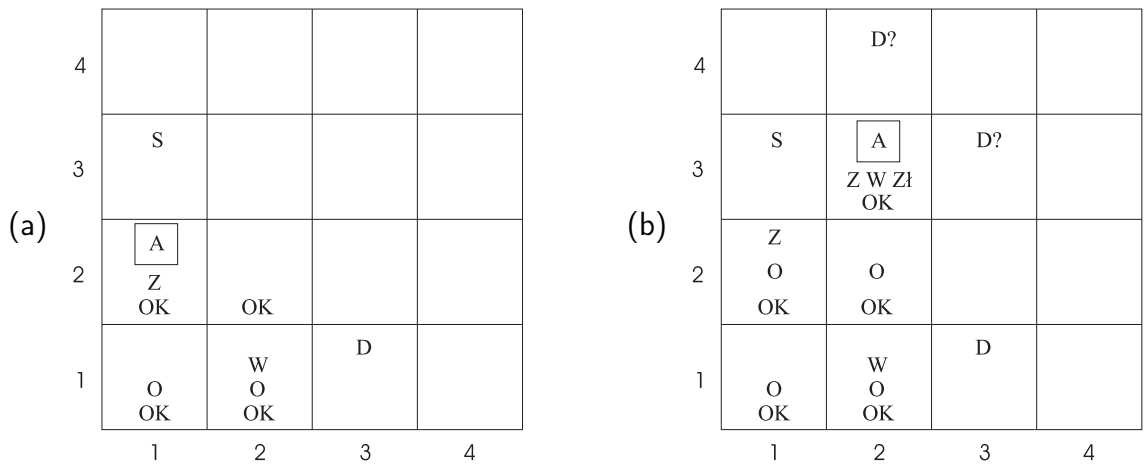 (a)
4
3 S
A
2 Z
OK OK
D
W
1 O O
OK OK
1 2 3 4
(b)
D?
4
3 S A D?
Z W Zł
OK
Z
2 O O
OK OK
D
W
1 O O
OK OK
1 2 3 4